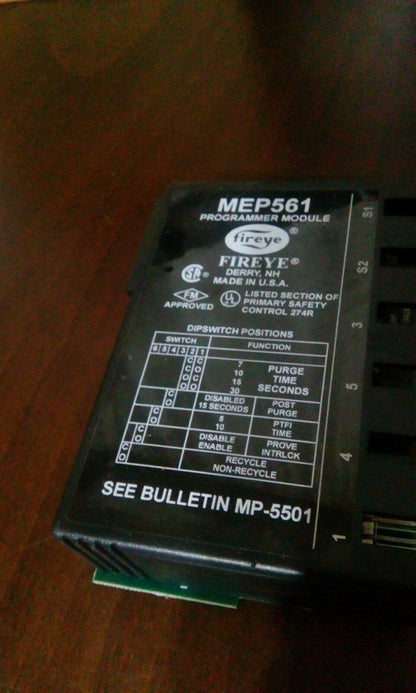 MEP561
PROGRAMMER MODULE
fireye®
FIREYE®
DERRY, NH
MADE IN U.S.A.
FM
APPROVED
UL LISTED SECTION OF
PRIMARY SAFETY
CONTROL 274R
DIPSWITCH POSITIONS
SWITCH FUNCTION
6 5 4 3 2 1
C C 7 PURGE
C O 10 TIME
O C 15 SECONDS
O O 30
C DISABLED POST
O 15 SECONDS PURGE
C 5 PTFI
O 10 TIME
C DISABLE PROVE
O ENABLE INTRLCK
C RECYCLE
O NON-RECYCLE
SEE BULLETIN MP-5501
S1
S2
3
5
4
1